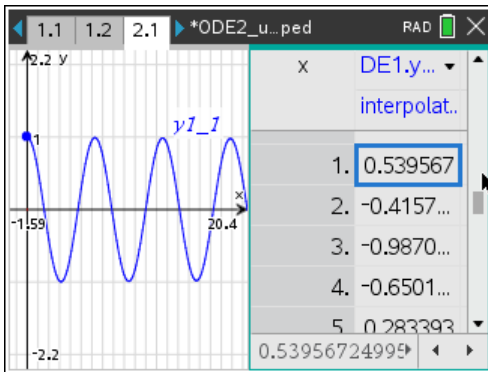 1.1 1.2 2.1 *ODE2_u...ped RAD
2.2 y
1
y1_1
x
-1.59
20.4
-2.2
x DE1.y...
interpolat..
1. 0.539567
2. -0.4157...
3. -0.9870...
4. -0.6501...
5. 0.283393
0.53956724995